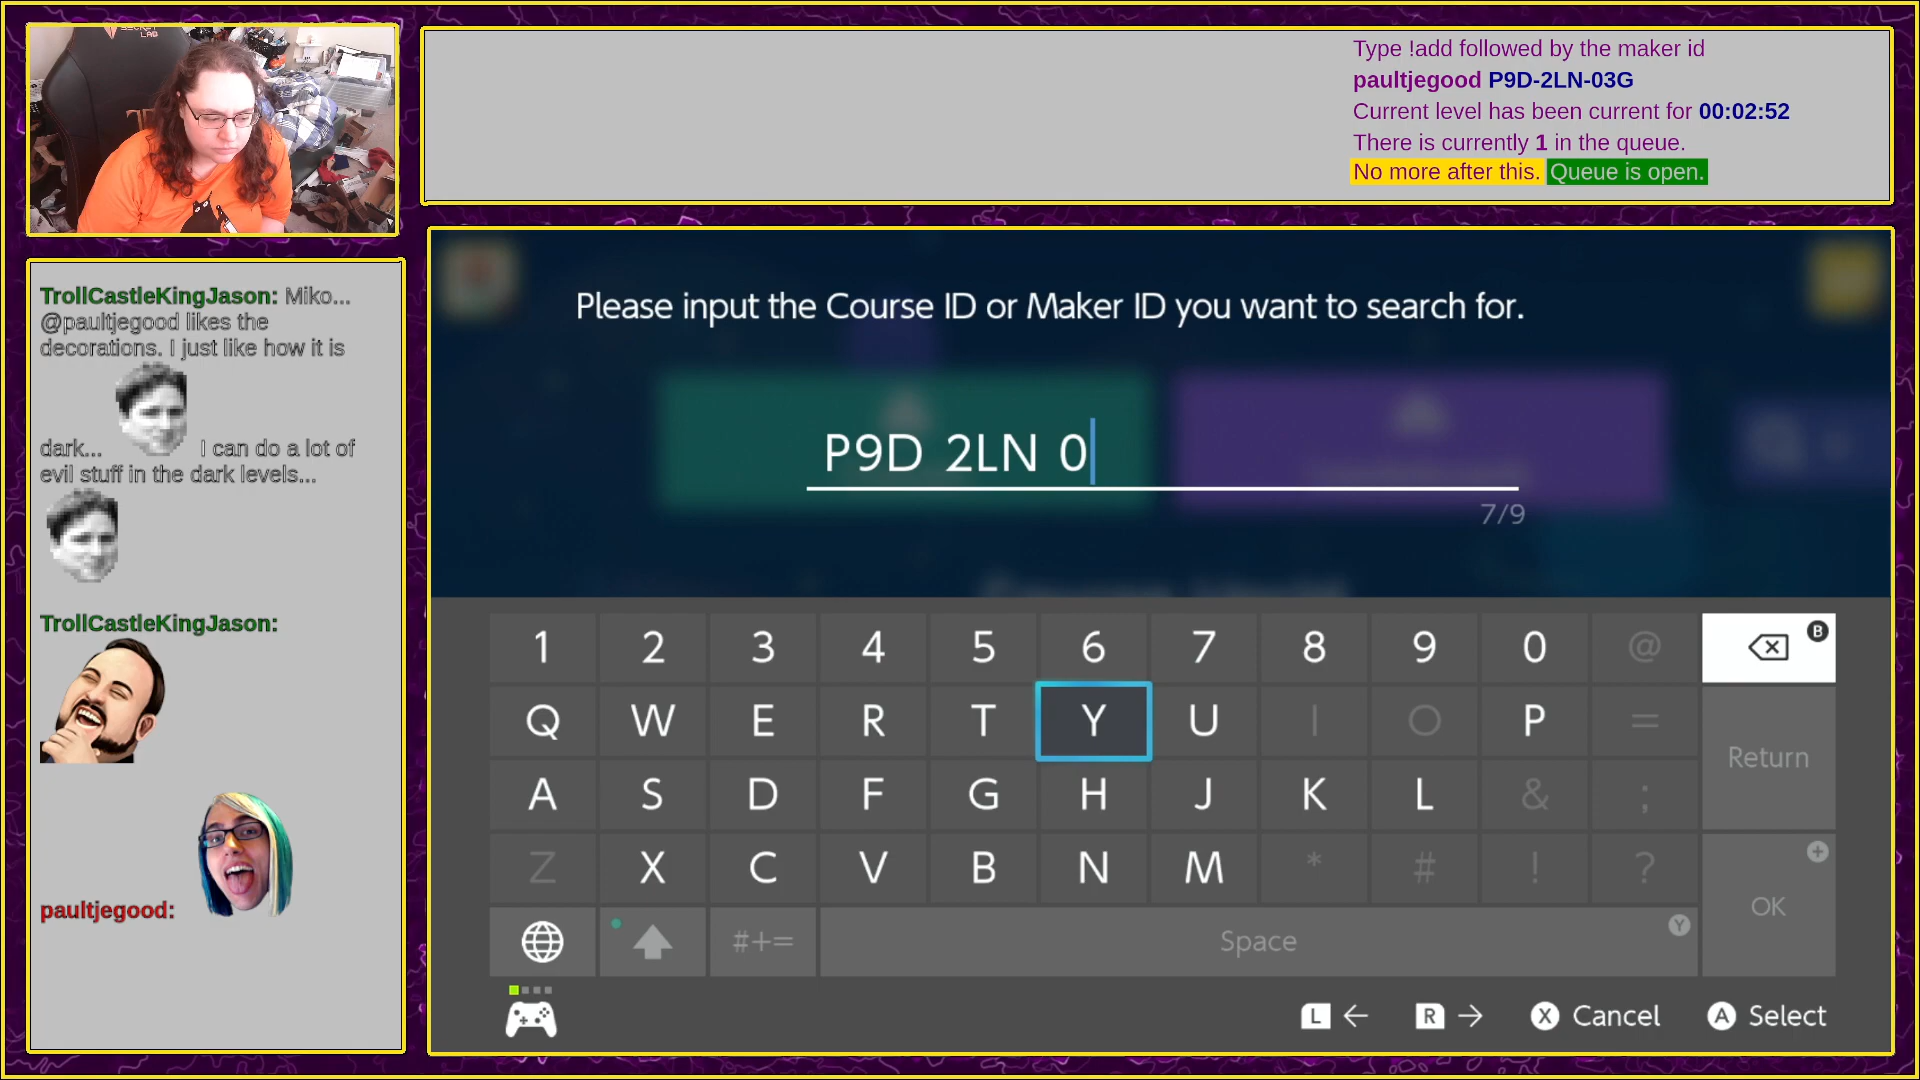 SECRET
LAB
Type !add followed by the maker id
paultjegood P9D-2LN-03G
Current level has been current for 00:02:52
There is currently 1 in the queue.
No more after this. Queue is open.
TrollCastleKingJason: Miko...
@paultjegood likes the
decorations. I just like how it is
dark... I can do a lot of
evil stuff in the dark levels...
TrollCastleKingJason:
paultjegood:
Please input the Course ID or Maker ID you want to search for.
P9D 2LN 0
7/9
1 2 3 4 5 6 7 8 9 0 @ B
Q W E R T Y U I O P =
Return
A S D F G H J K L & ;
Z X C V B N M * # ! ? +
OK
#+= Space Y
L ← R → X Cancel A Select